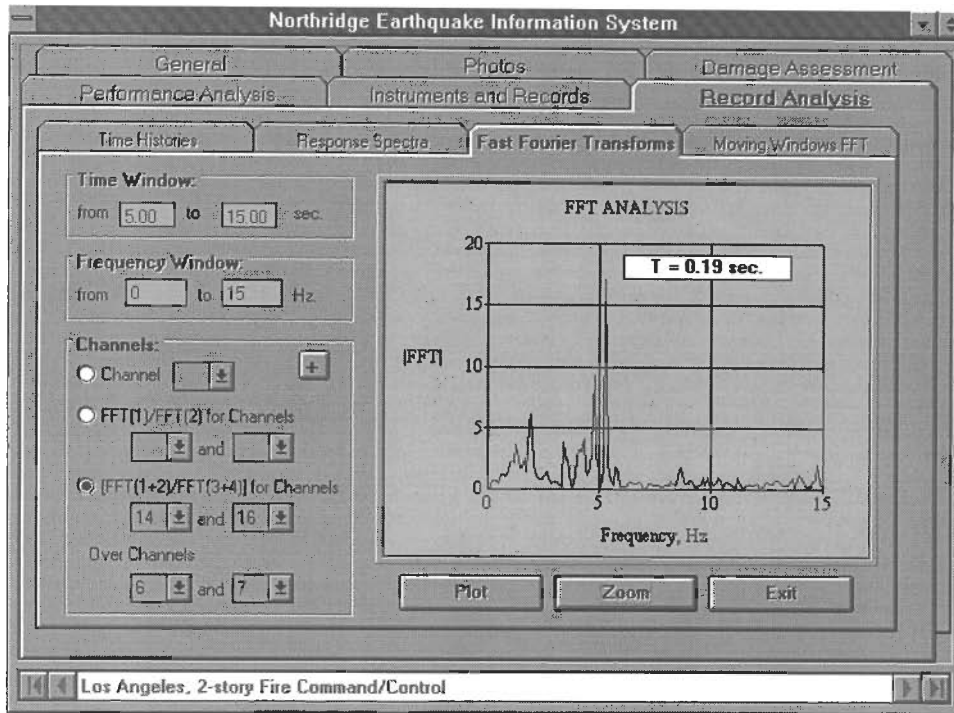 Northridge Earthquake Information System
General Photos Damage Assessment
Performance Analysis Instruments and Records Record Analysis
Time Histories Response Spectra Fast Fourier Transforms Moving Windows FFT
Time Window:
from 5.00 to 15.00 sec.
Frequency Window:
from 0 to 15 Hz.
Channels:
Channel
+
FFT(1)/FFT(2) for Channels
and
[FFT(1+2)/FFT(3+4)] for Channels
14 and 16
Over Channels
6 and 7
FFT ANALYSIS
T = 0.19 sec.
|FFT|
20
15
10
5
0
0 5 10 15
Frequency, Hz
Plot Zoom Exit
Los Angeles, 2-story Fire Command/Control